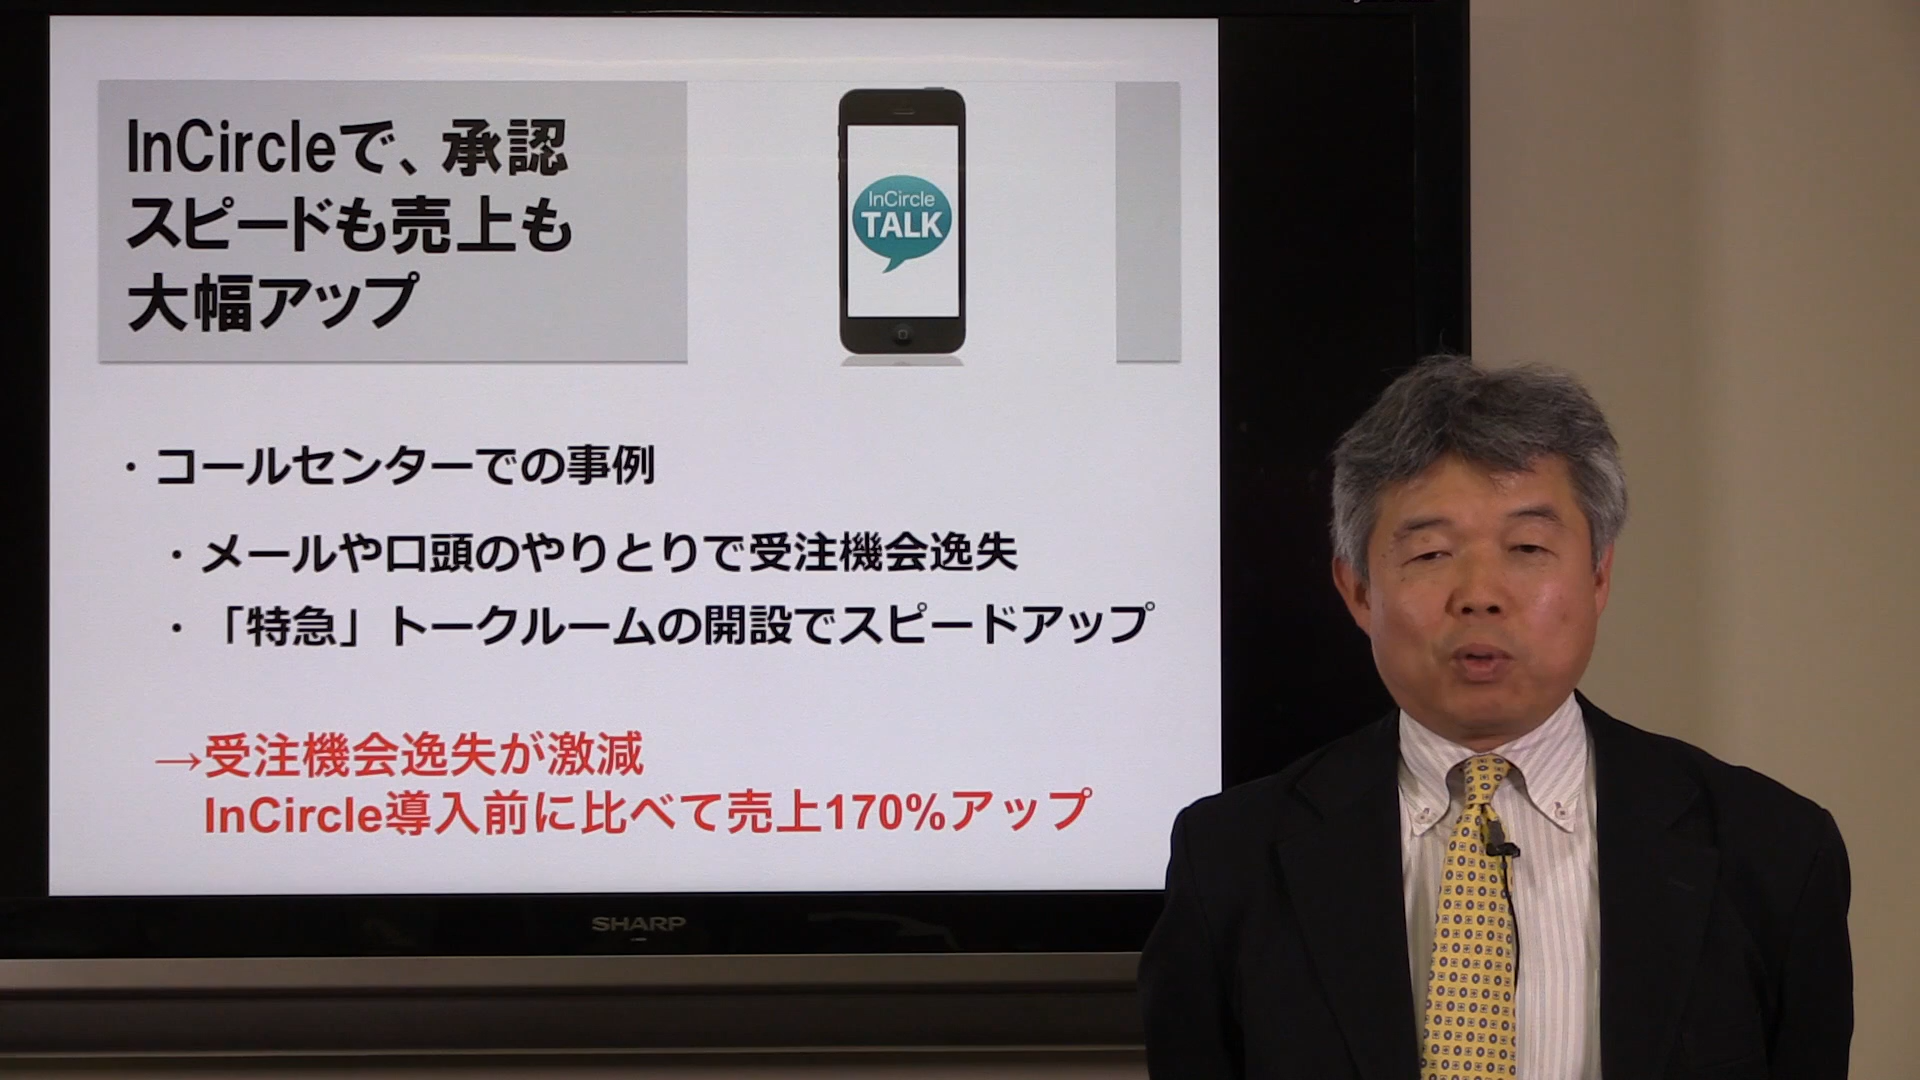 InCircleで、承認
スピードも売上も
大幅アップ
InCircle
TALK
・コールセンターでの事例
・メールや口頭のやりとりで受注機会逸失
・「特急」トークルームの開設でスピードアップ
→受注機会逸失が激減
InCircle導入前に比べて売上170%アップ
SHARP